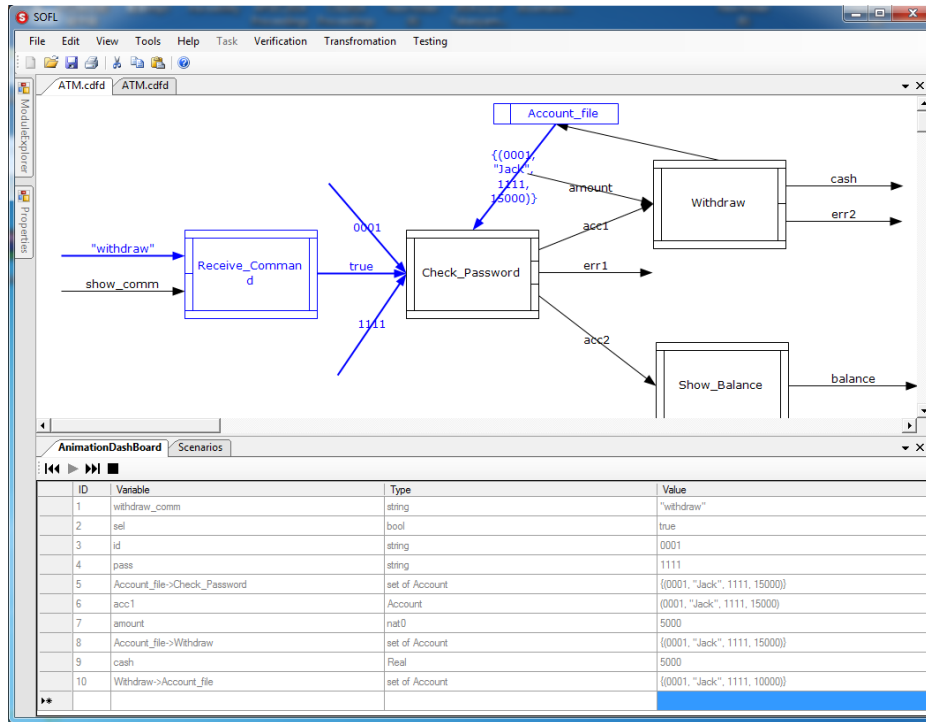 SOFL
File Edit View Tools Help Task Verification Transfromation Testing
ATM.cdfd ATM.cdfd
ModuleExplorer
Properties
Account_file
{(0001,
"Jack",
1111,
15000)}
amount
Withdraw
cash
err2
0001
acc1
"withdraw"
Receive_Comman
d
true
Check_Password
err1
show_comm
1111
acc2
Show_Balance
balance
AnimationDashBoard Scenarios
ID Variable Type Value
1 withdraw_comm string "withdraw"
2 sel bool true
3 id string 0001
4 pass string 1111
5 Account_file->Check_Password set of Account {(0001, "Jack", 1111, 15000)}
6 acc1 Account (0001, "Jack", 1111, 15000)
7 amount nat0 5000
8 Account_file->Withdraw set of Account {(0001, "Jack", 1111, 15000)}
9 cash Real 5000
10 Withdraw->Account_file set of Account {(0001, "Jack", 1111, 10000)}